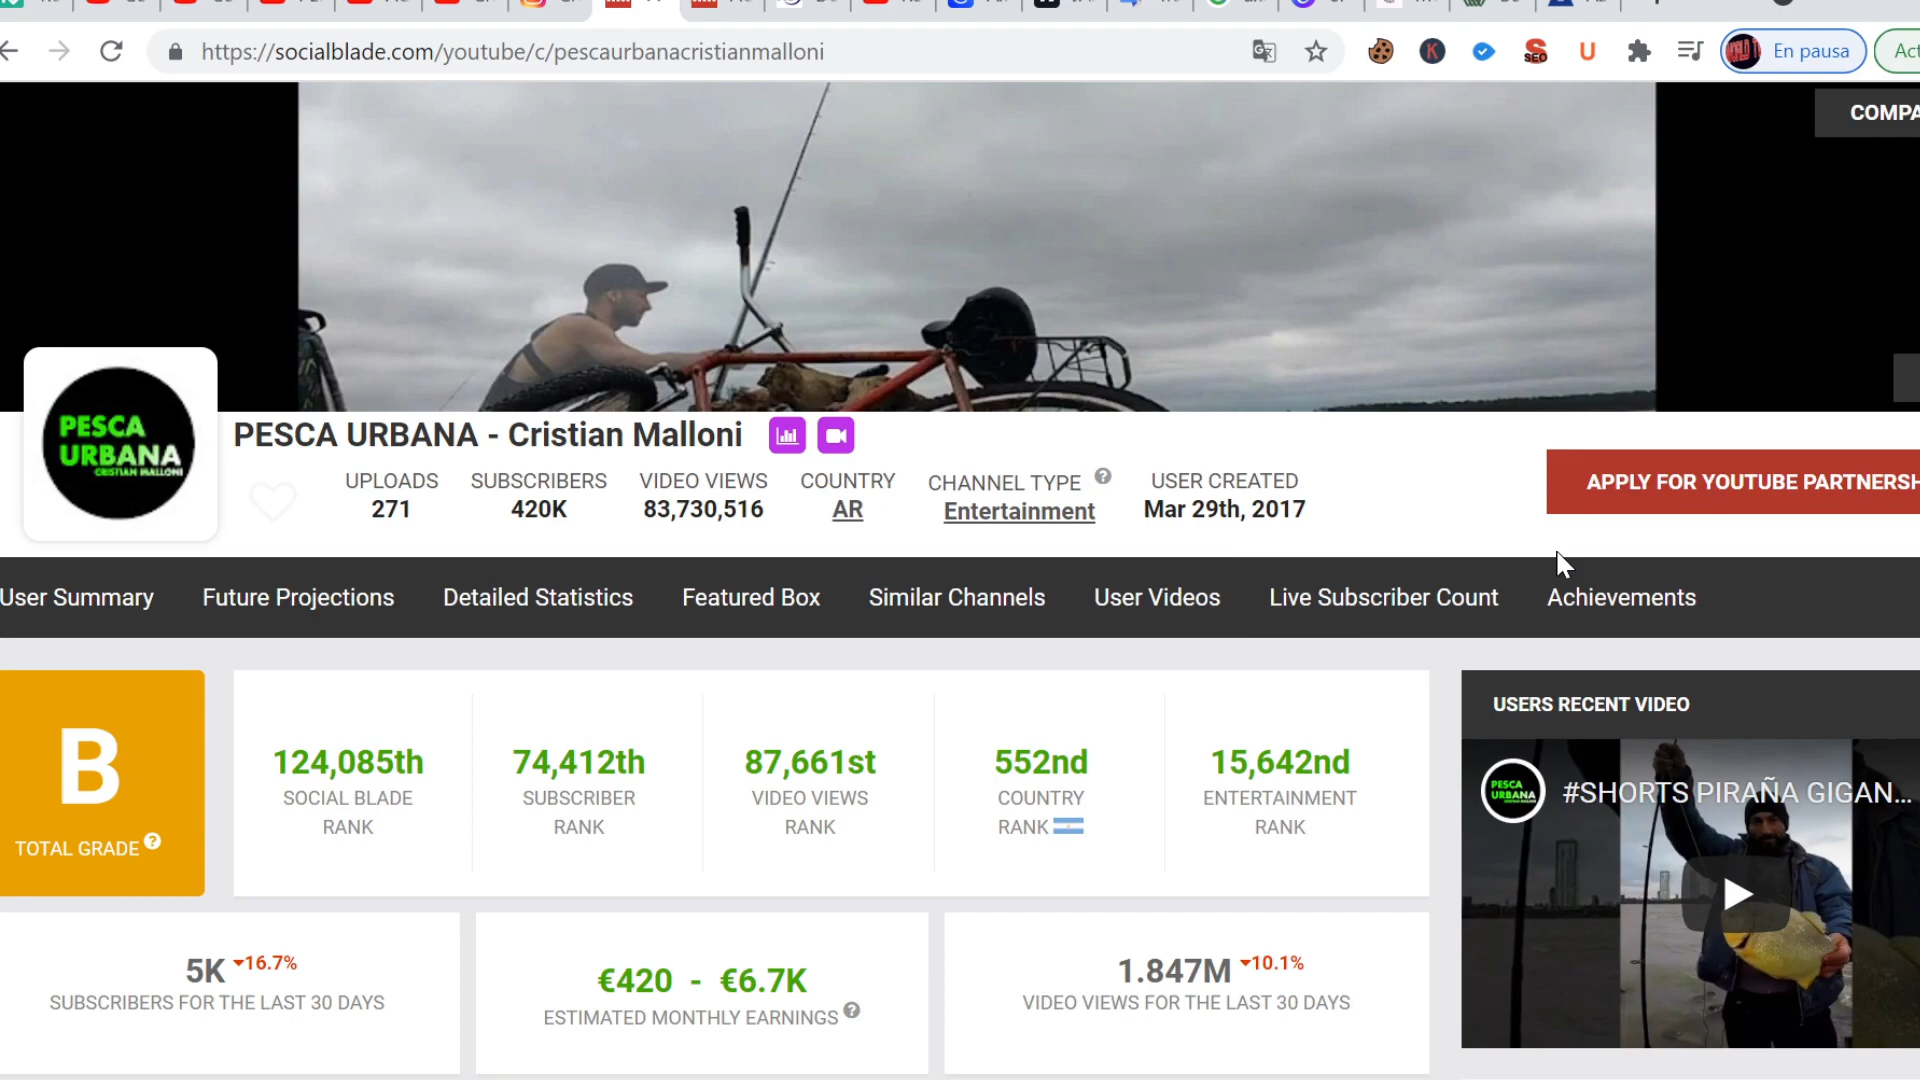 https://socialblade.com/youtube/c/pescaurbanacristianmalloni
SEO
K
U
En pausa
PESCA
URBANA
CRISTIAN MALLONI
PESCA URBANA - Cristian Malloni
UPLOADS
271
SUBSCRIBERS
420K
VIDEO VIEWS
83,730,516
COUNTRY
AR
CHANNEL TYPE
Entertainment
USER CREATED
Mar 29th, 2017
APPLY FOR YOUTUBE
User Summary
Future Projections
Detailed Statistics
Featured Box
Similar Channels
User Videos
Live Subscriber Count
Achievements
B
TOTAL GRADE
124,085th
SOCIAL BLADE
RANK
74,412th
SUBSCRIBER
RANK
87,661st
VIDEO VIEWS
RANK
552nd
COUNTRY
RANK
15,642nd
ENTERTAINMENT
RANK
USERS RECENT VIDEO
PESCA
URBANA
#SHORTS PIRAÑA GIGAN...
5K 16.7%
SUBSCRIBERS FOR THE LAST 30 DAYS
€420 - €6.7K
ESTIMATED MONTHLY EARNINGS
1.847M 10.1%
VIDEO VIEWS FOR THE LAST 30 DAYS